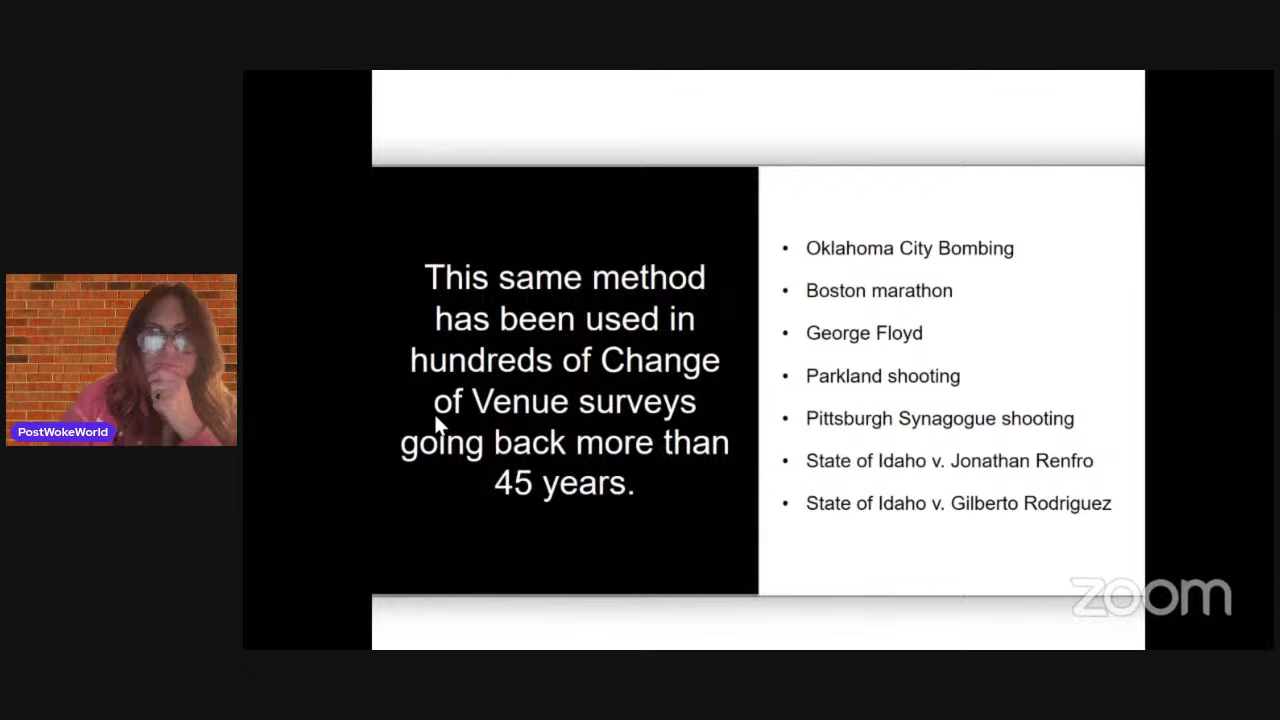 This same method
has been used in
hundreds of Change
of Venue surveys
going back more than
45 years.
• Oklahoma City Bombing
• Boston marathon
• George Floyd
• Parkland shooting
• Pittsburgh Synagogue shooting
• State of Idaho v. Jonathan Renfro
• State of Idaho v. Gilberto Rodriguez
PostWokeWorld
zoom